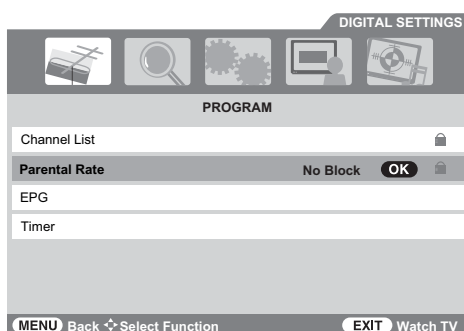 DIGITAL SETTINGS
PROGRAM
Channel List
Parental Rate No Block OK
EPG
Timer
MENU Back Select Function EXIT Watch TV